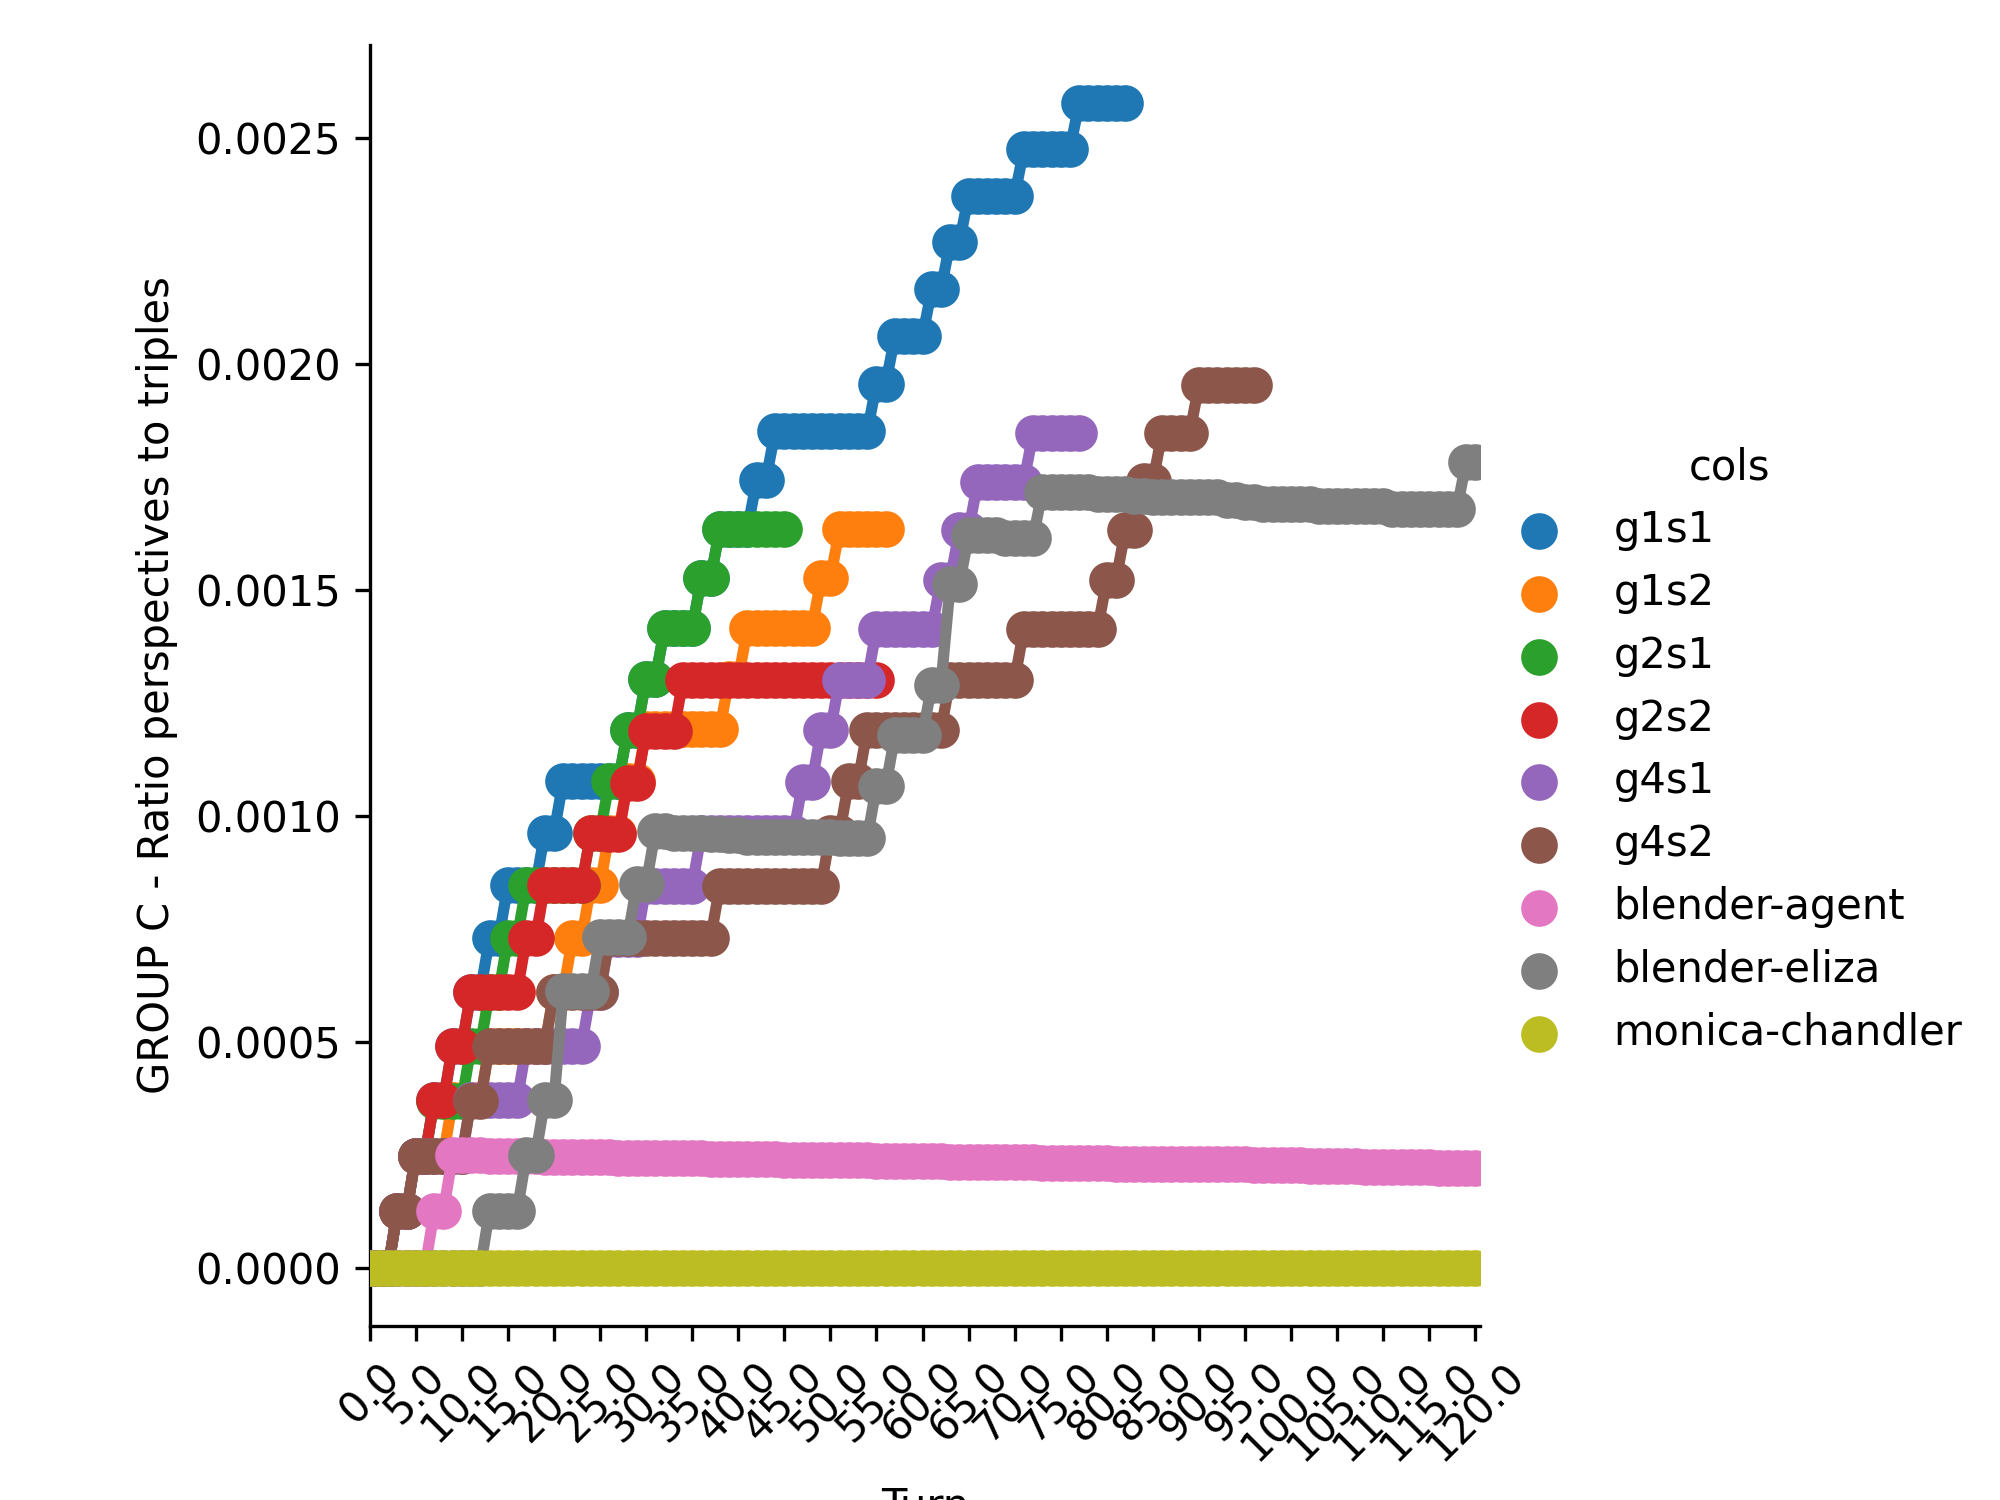 GROUP C - Ratio perspectives to triples
0.0025
0.0020
0.0015
0.0010
0.0005
0.0000
0.0
5.0
10.0
15.0
20.0
25.0
30.0
35.0
40.0
45.0
50.0
55.0
60.0
65.0
70.0
75.0
80.0
85.0
90.0
95.0
100.0
105.0
110.0
115.0
120.0
Turn
cols
g1s1
g1s2
g2s1
g2s2
g4s1
g4s2
blender-agent
blender-eliza
monica-chandler